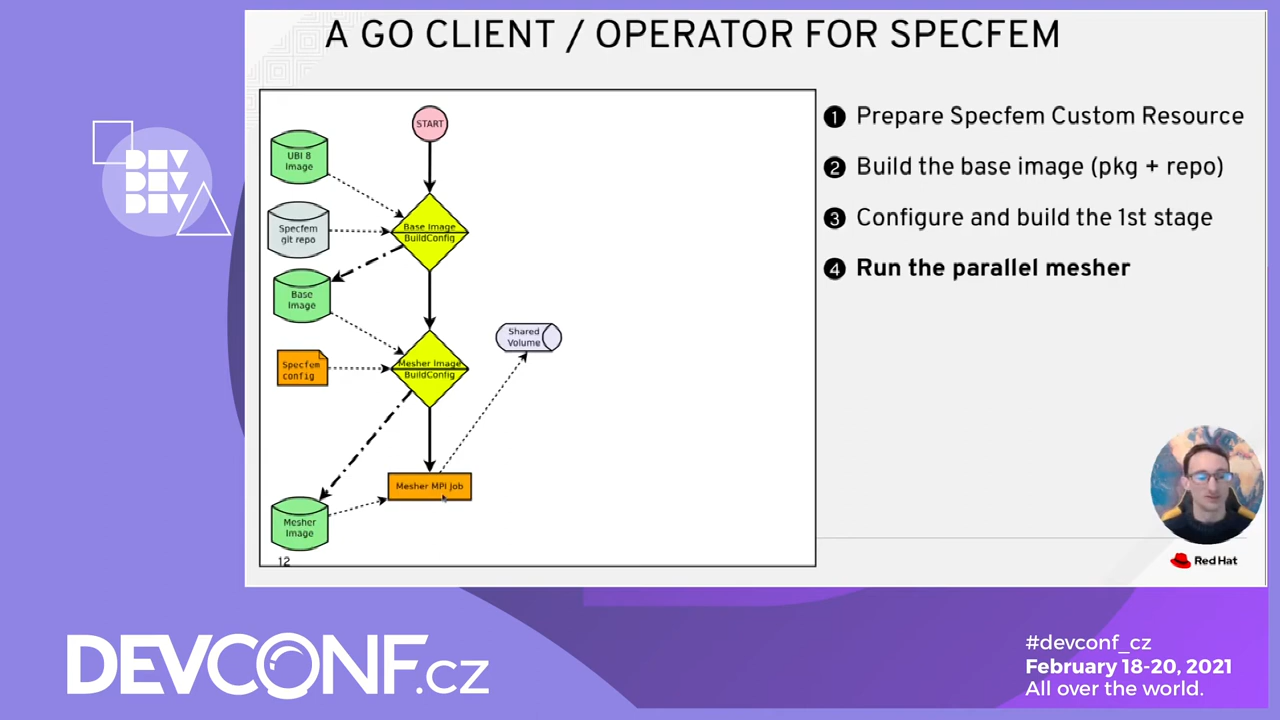 A GO CLIENT / OPERATOR FOR SPECFEM
START
UBI 8
Image
Specfem
git repo
Base Image
BuildConfig
Base
Image
Shared
Volume
Specfem
config
Mesher Image
BuildConfig
Mesher MPI job
Mesher
Image
12
1 Prepare Specfem Custom Resource
2 Build the base image (pkg + repo)
3 Configure and build the 1st stage
4 Run the parallel mesher
Red Hat
DEV
DEV
DEV
DEVCONF.cz
#devconf_cz
February 18-20, 2021
All over the world.